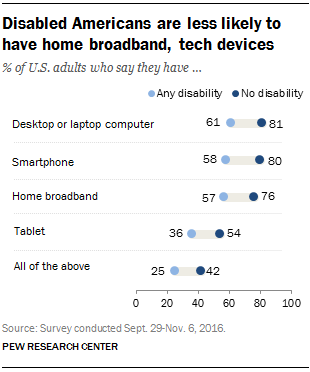 Disabled Americans are less likely to
have home broadband, tech devices
% of U.S. adults who say they have ...
Any disability No disability
Desktop or laptop computer 61 81
Smartphone 58 80
Home broadband 57 76
Tablet 36 54
All of the above 25 42
0 20 40 60 80 100
Source: Survey conducted Sept. 29-Nov. 6, 2016.
PEW RESEARCH CENTER